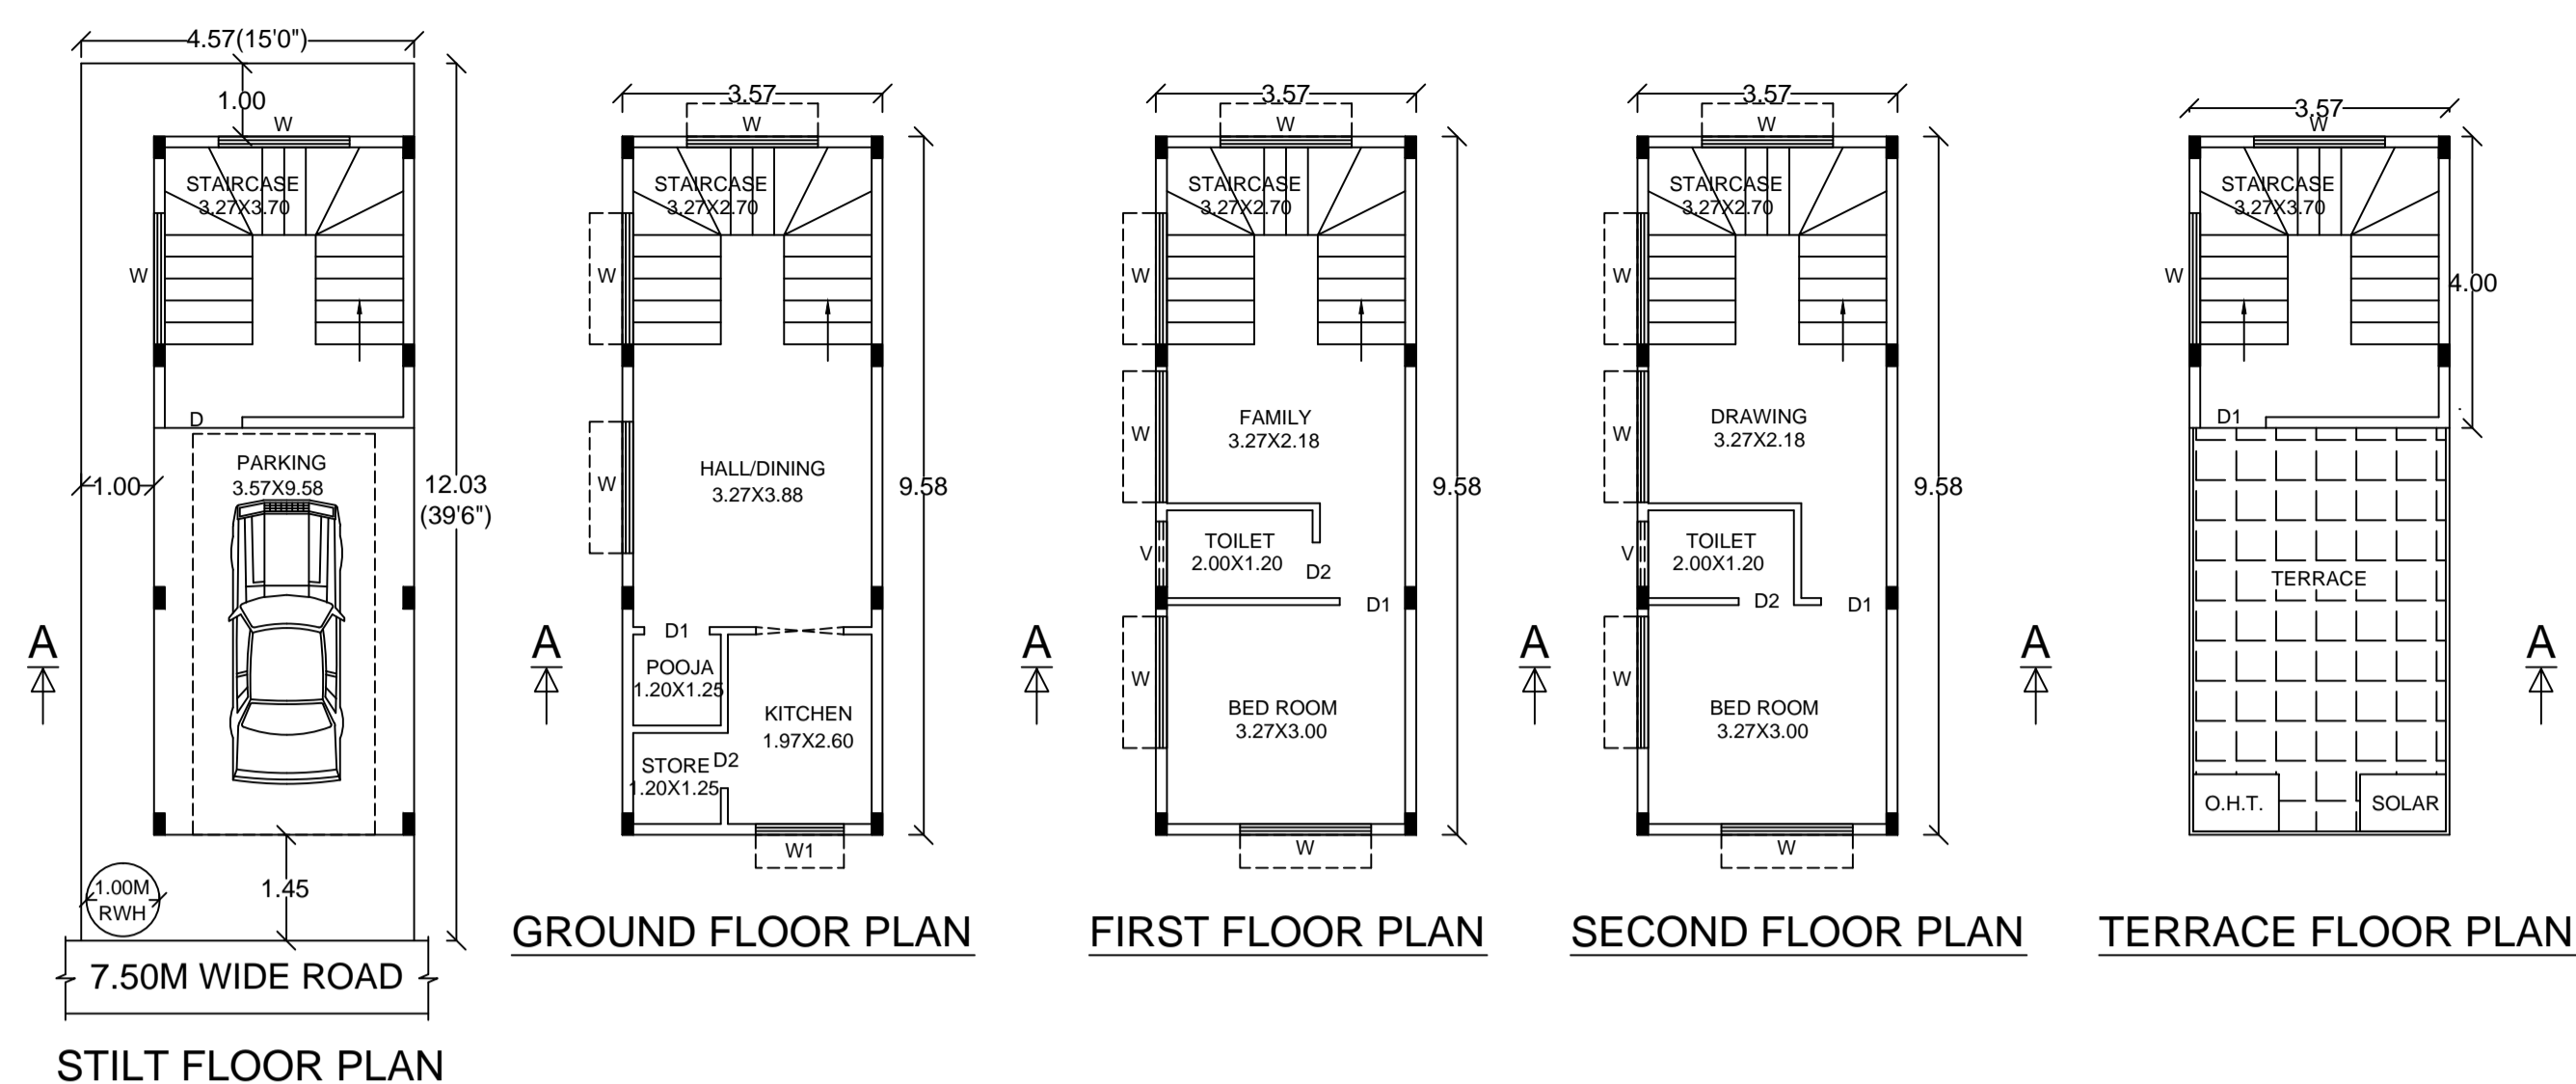 4.57(15'0")
1.00
W
STAIRCASE
3.27X3.70
W
D
PARKING
3.57X9.58
1.00
12.03
(39'6")
A
1.45
1.00M
RWH
7.50M WIDE ROAD
STILT FLOOR PLAN
3.57
W
STAIRCASE
3.27X2.70
W
HALL/DINING
3.27X3.88
W
9.58
D1
A
POOJA
1.20X1.25
KITCHEN
1.97X2.60
STORE
D2
1.20X1.25
W1
GROUND FLOOR PLAN
3.57
W
STAIRCASE
3.27X2.70
W
FAMILY
3.27X2.18
W
9.58
TOILET
2.00X1.20
V
D2
D1
A
W
BED ROOM
3.27X3.00
W
FIRST FLOOR PLAN
3.57
W
STAIRCASE
3.27X2.70
W
DRAWING
3.27X2.18
W
9.58
TOILET
2.00X1.20
V
D2
D1
A
W
BED ROOM
3.27X3.00
W
SECOND FLOOR PLAN
3.57
W
STAIRCASE
3.27X3.70
W
4.00
D1
TERRACE
A
A
O.H.T.
SOLAR
TERRACE FLOOR PLAN